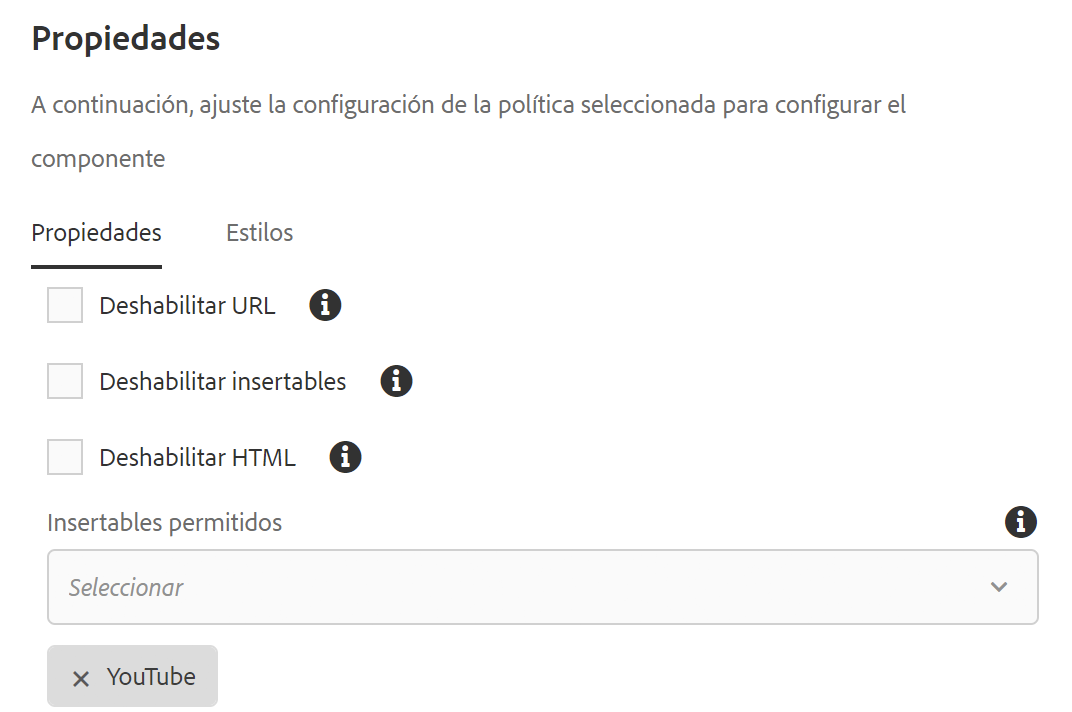 Propiedades
A continuación, ajuste la configuración de la política seleccionada para configurar el
componente
Propiedades Estilos
Deshabilitar URL
Deshabilitar insertables
Deshabilitar HTML
Insertables permitidos
Seleccionar
YouTube